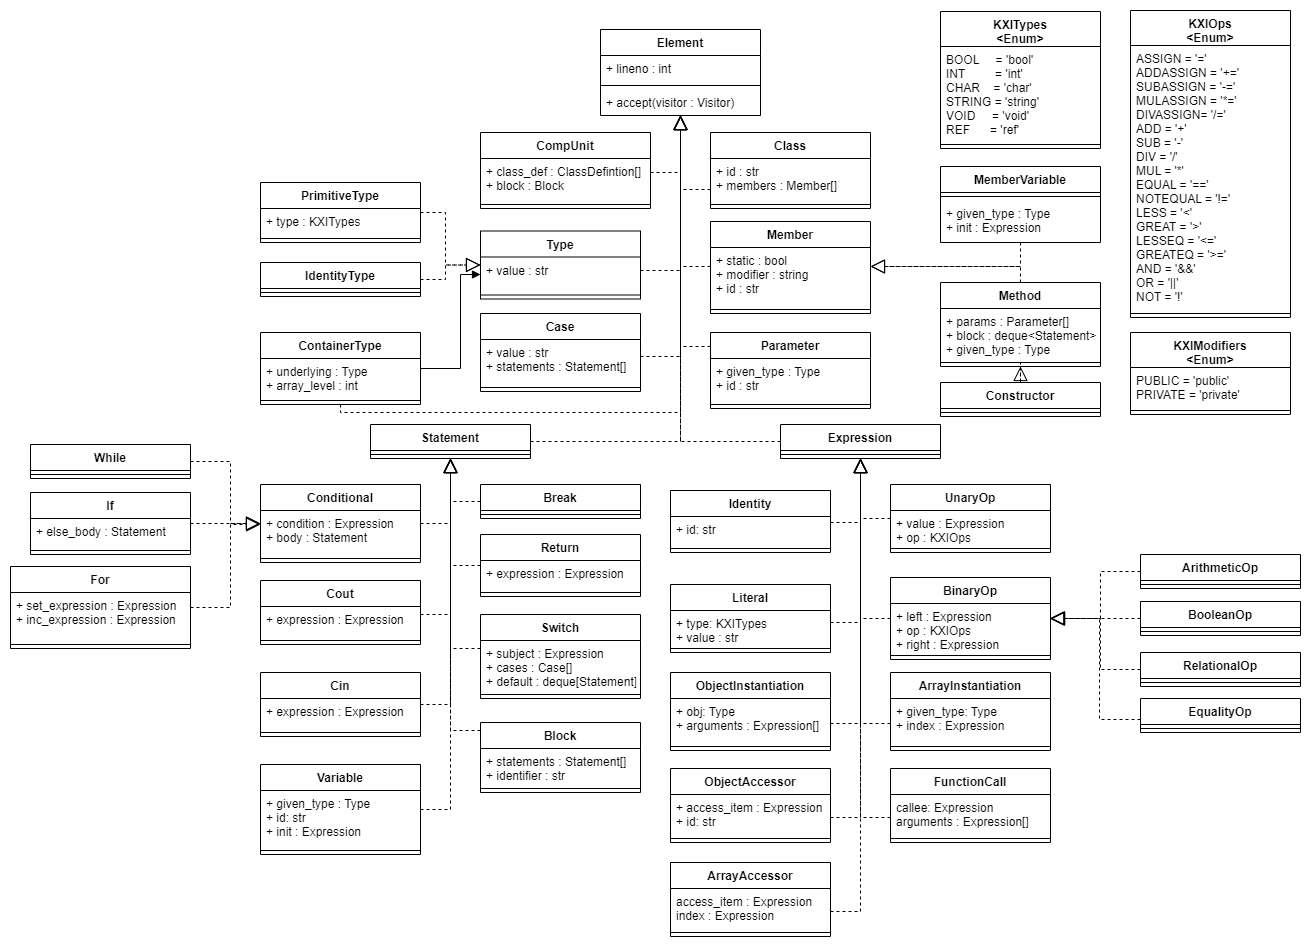 Element
+ lineno : int
+ accept(visitor : Visitor)
KXITypes
<Enum>
BOOL = 'bool'
INT = 'int'
CHAR = 'char'
STRING = 'string'
VOID = 'void'
REF = 'ref'
KXIOps
<Enum>
ASSIGN = '='
ADDASSIGN = '+='
SUBASSIGN = '-='
MULASSIGN = '*='
DIVASSIGN= '/='
ADD = '+'
SUB = '-'
DIV = '/'
MUL = '*'
EQUAL = '=='
NOTEQUAL = '!='
LESS = '<'
GREAT = '>'
LESSEQ = '<='
GREATEQ = '>='
AND = '&&'
OR = '||'
NOT = '!'
CompUnit
+ class_def : ClassDefintion[]
+ block : Block
Class
+ id : str
+ members : Member[]
PrimitiveType
+ type : KXITypes
IdentityType
Type
+ value : str
Member
+ static : bool
+ modifier : string
+ id : str
MemberVariable
+ given_type : Type
+ init : Expression
Method
+ params : Parameter[]
+ block : deque<Statement>
+ given_type : Type
Constructor
KXIModifiers
<Enum>
PUBLIC = 'public'
PRIVATE = 'private'
ContainerType
+ underlying : Type
+ array_level : int
Case
+ value : str
+ statements : Statement[]
Parameter
+ given_type : Type
+ id : str
Statement
Expression
While
If
+ else_body : Statement
For
+ set_expression : Expression
+ inc_expression : Expression
Conditional
+ condition : Expression
+ body : Statement
Cout
+ expression : Expression
Cin
+ expression : Expression
Variable
+ given_type : Type
+ id: str
+ init : Expression
Break
Return
+ expression : Expression
Switch
+ subject : Expression
+ cases : Case[]
+ default : deque[Statement]
Block
+ statements : Statement[]
+ identifier : str
Identity
+ id: str
Literal
+ type: KXITypes
+ value : str
ObjectInstantiation
+ obj: Type
+ arguments : Expression[]
ObjectAccessor
+ access_item : Expression
+ id: str
ArrayAccessor
access_item : Expression
index : Expression
UnaryOp
+ value : Expression
+ op : KXIOps
BinaryOp
+ left : Expression
+ op : KXIOps
+ right : Expression
ArrayInstantiation
+ given_type: Type
+ index : Expression
FunctionCall
callee: Expression
arguments : Expression[]
ArithmeticOp
BooleanOp
RelationalOp
EqualityOp